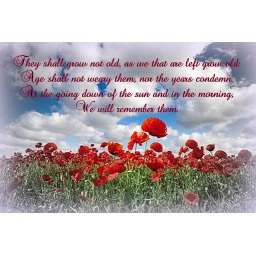 They shall grow not old, as we that are left grow old:
Age shall not weary them, nor the years condemn.
At the going down of the sun and in the morning,
We will remember them.